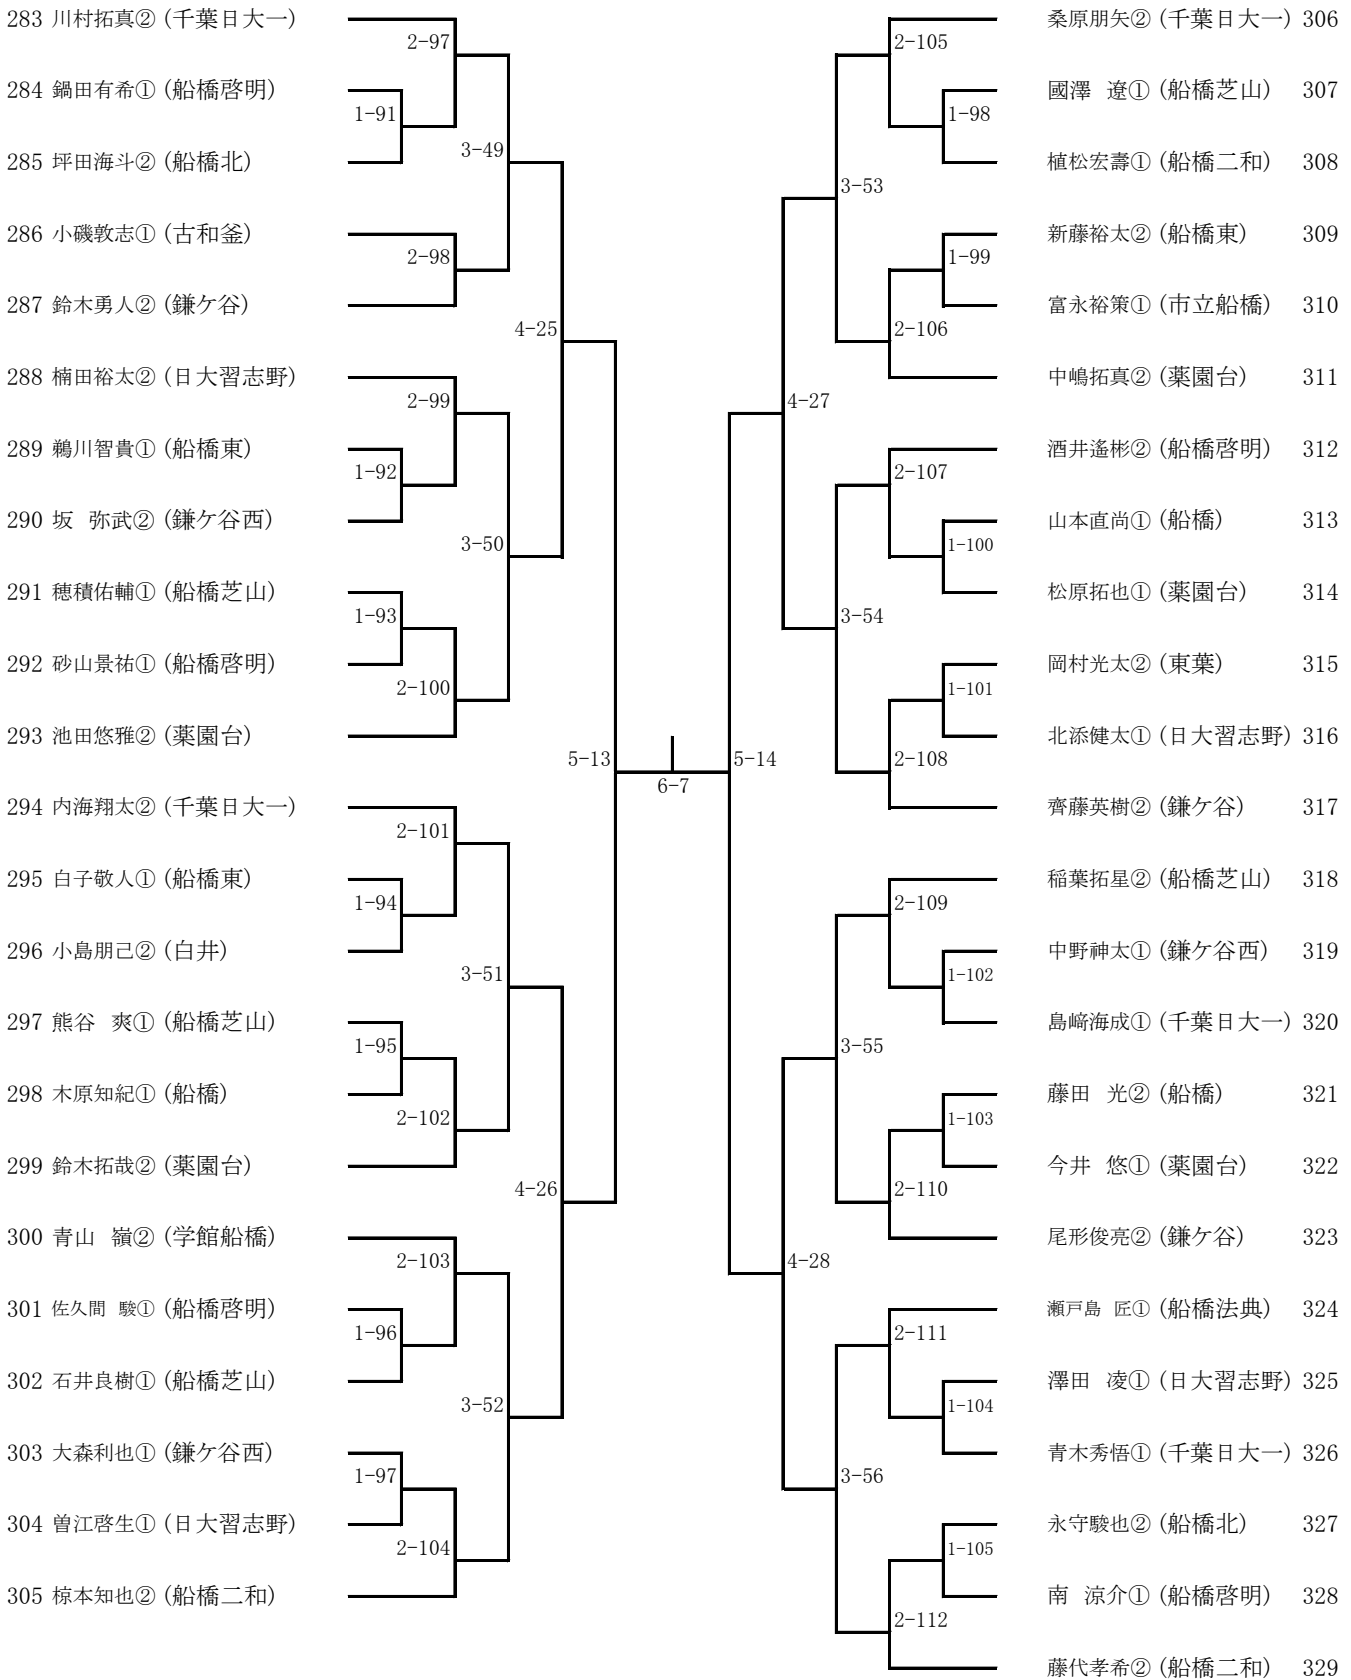 283 川村拓真② (千葉日大一)
2-97
284 鍋田有希① (船橋啓明)
1-91
285 坪田海斗② (船橋北)
3-49
286 小磯敦志① (古和釜)
2-98
287 鈴木勇人② (鎌ケ谷)
4-25
288 楠田裕太② (日大習志野)
2-99
289 鵜川智貴① (船橋東)
1-92
290 坂 弥武② (鎌ケ谷西)
3-50
291 穂積佑輔① (船橋芝山)
1-93
292 砂山景祐① (船橋啓明)
2-100
293 池田悠雅② (薬園台)
5-13
294 内海翔太② (千葉日大一)
2-101
295 白子敬人① (船橋東)
1-94
296 小島朋己② (白井)
3-51
297 熊谷 爽① (船橋芝山)
1-95
298 木原知紀① (船橋)
2-102
299 鈴木拓哉② (薬園台)
4-26
300 青山 嶺② (学館船橋)
2-103
301 佐久間 駿① (船橋啓明)
1-96
302 石井良樹① (船橋芝山)
3-52
303 大森利也① (鎌ケ谷西)
1-97
304 曽江啓生① (日大習志野)
2-104
305 椋本知也② (船橋二和)
6-7
桑原朋矢② (千葉日大一) 306
2-105
國澤 遼① (船橋芝山) 307
1-98
植松宏壽① (船橋二和) 308
3-53
新藤裕太② (船橋東) 309
1-99
富永裕策① (市立船橋) 310
2-106
中嶋拓真② (薬園台) 311
4-27
酒井遙彬② (船橋啓明) 312
2-107
山本直尚① (船橋) 313
1-100
松原拓也① (薬園台) 314
3-54
岡村光太② (東葉) 315
1-101
北添健太① (日大習志野) 316
2-108
5-14
齊藤英樹② (鎌ケ谷) 317
稲葉拓星② (船橋芝山) 318
2-109
中野神太① (鎌ケ谷西) 319
1-102
島﨑海成① (千葉日大一) 320
3-55
藤田 光② (船橋) 321
1-103
今井 悠① (薬園台) 322
2-110
尾形俊亮② (鎌ケ谷) 323
4-28
瀬戸島 匠① (船橋法典) 324
2-111
澤田 凌① (日大習志野) 325
1-104
青木秀悟① (千葉日大一) 326
3-56
永守駿也② (船橋北) 327
1-105
南 涼介① (船橋啓明) 328
2-112
藤代孝希② (船橋二和) 329